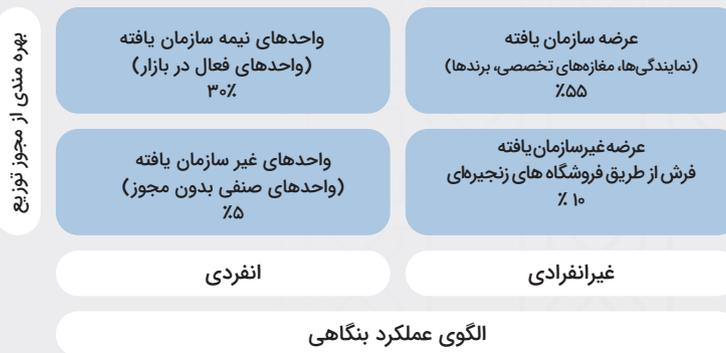 عرضه سازمان یافته
(نمایندگی‌ها، مغازه‌های تخصصی، برندها)
٪۵۵
واحدهای نیمه سازمان یافته
(واحدهای فعال در بازار)
۳۰٪
عرضه غیرسازمان‌یافته
فرش از طریق فروشگاه های زنجیره‌ای
٪ ۱۰
واحدهای غیر سازمان یافته
(واحدهای صنفی بدون مجوز)
٪۵
بهره مندی از مجوز توزیع
غیرانفرادی
انفردی
الگوی عملکرد بنگاهی